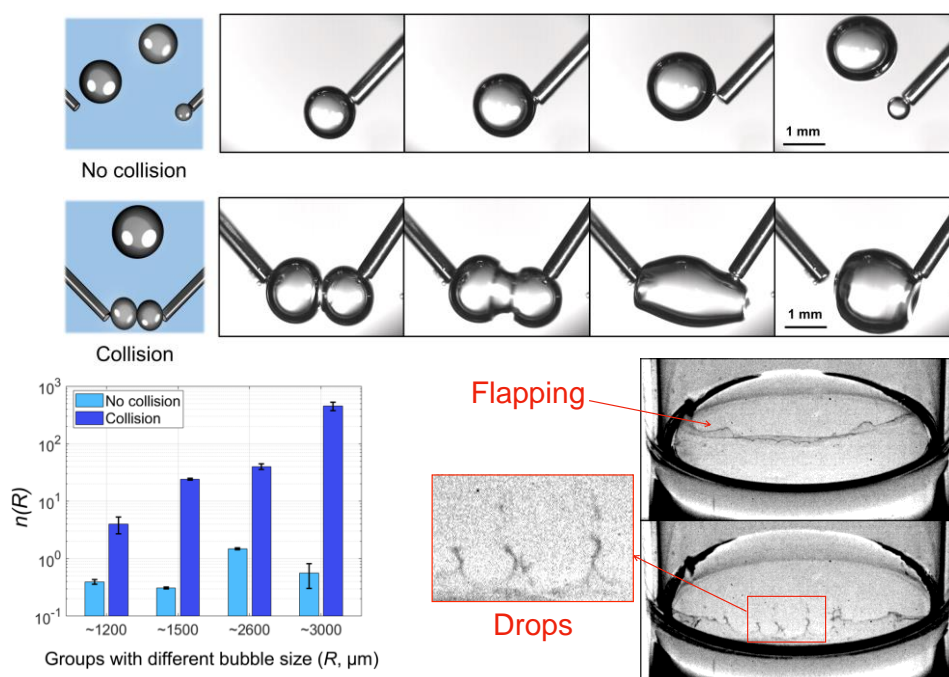 No collision
1 mm
Collision
1 mm
10³
10²
10¹
10⁰
10⁻¹
n(R)
No collision
Collision
~1200
~1500
~2600
~3000
Groups with different bubble size (R, µm)
Flapping
Drops